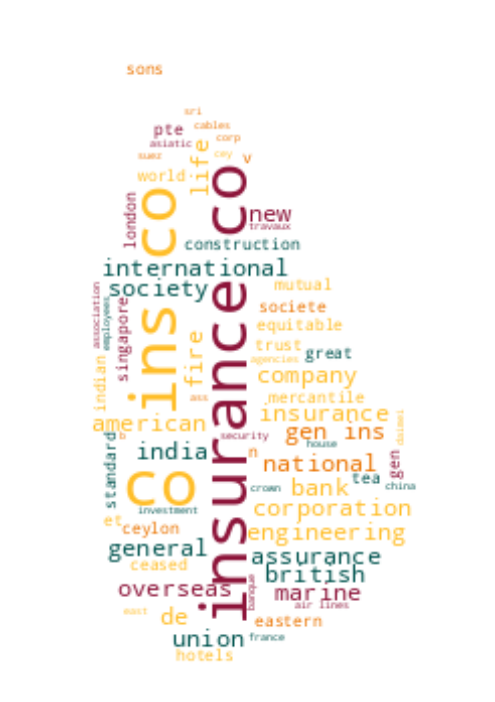 sons
sri
cables
pte
corp
asiatic
life
suez
cey
v
world
co
insurance co
london
new
travaux
construction
international
society
association
employees
singapore
mutual
ins
societe
equitable
fire
trust
great
agencies
indian
company
ass
mercantile
insurance
american
gen ins
b
security
house
daimai
india
n
national
gen
standard
tea
co
crown
bank
china
investment
corporation
et
ceylon
engineering
general
assurance
ceased
british
overseas
banque
marine
air lines
east
de
eastern
union
france
hotels